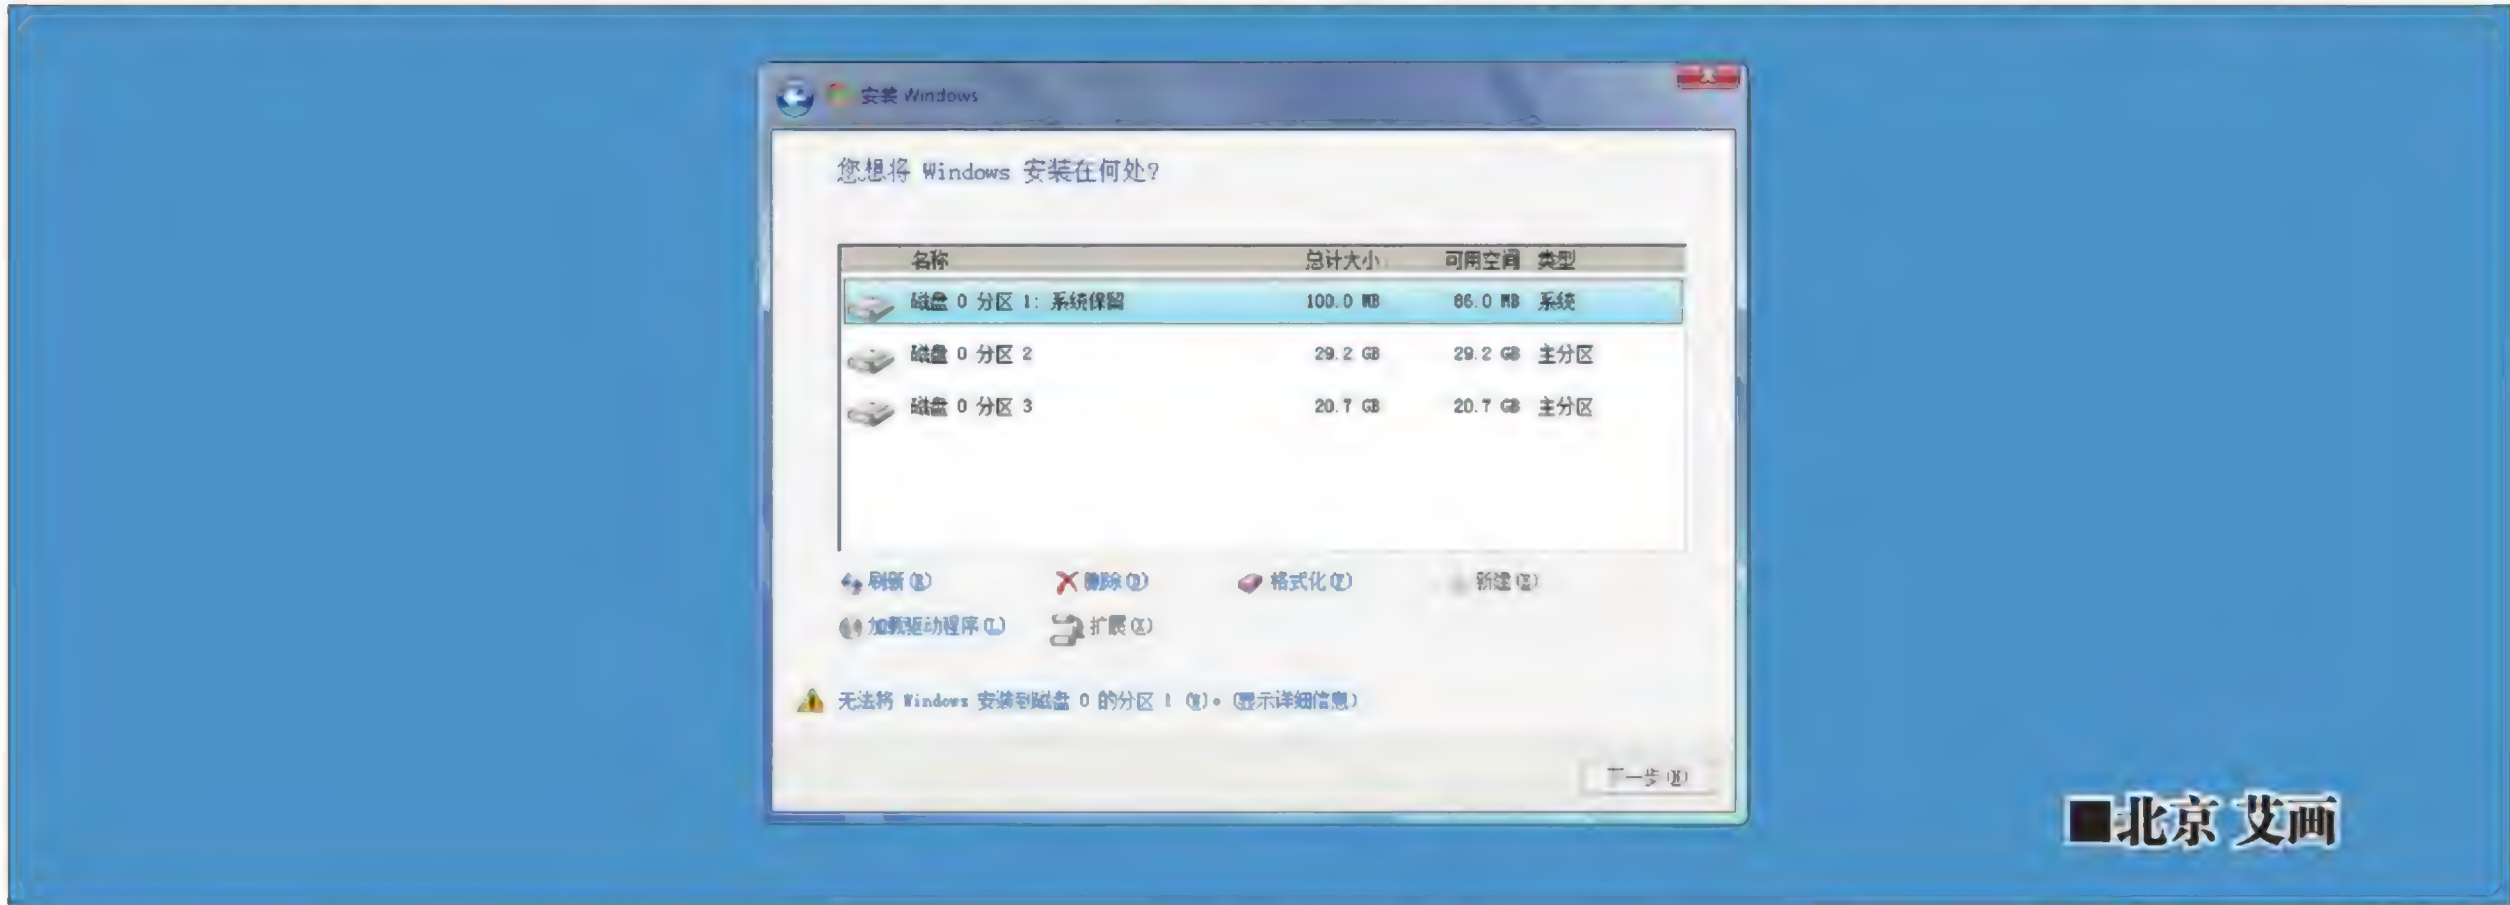 安装 Windows
您想将 Windows 安装在何处?
名称 总计大小 可用空间 类型
磁盘 0 分区 1: 系统保留 100.0 MB 86.0 MB 系统
磁盘 0 分区 2 29.2 GB 29.2 GB 主分区
磁盘 0 分区 3 20.7 GB 20.7 GB 主分区
刷新(R) 删除(D) 格式化(F) 新建(E)
加载驱动程序(L) 扩展(X)
无法将 Windows 安装到磁盘 0 的分区 1 (W)。(显示详细信息)
下一步(N)
■北京 艾画